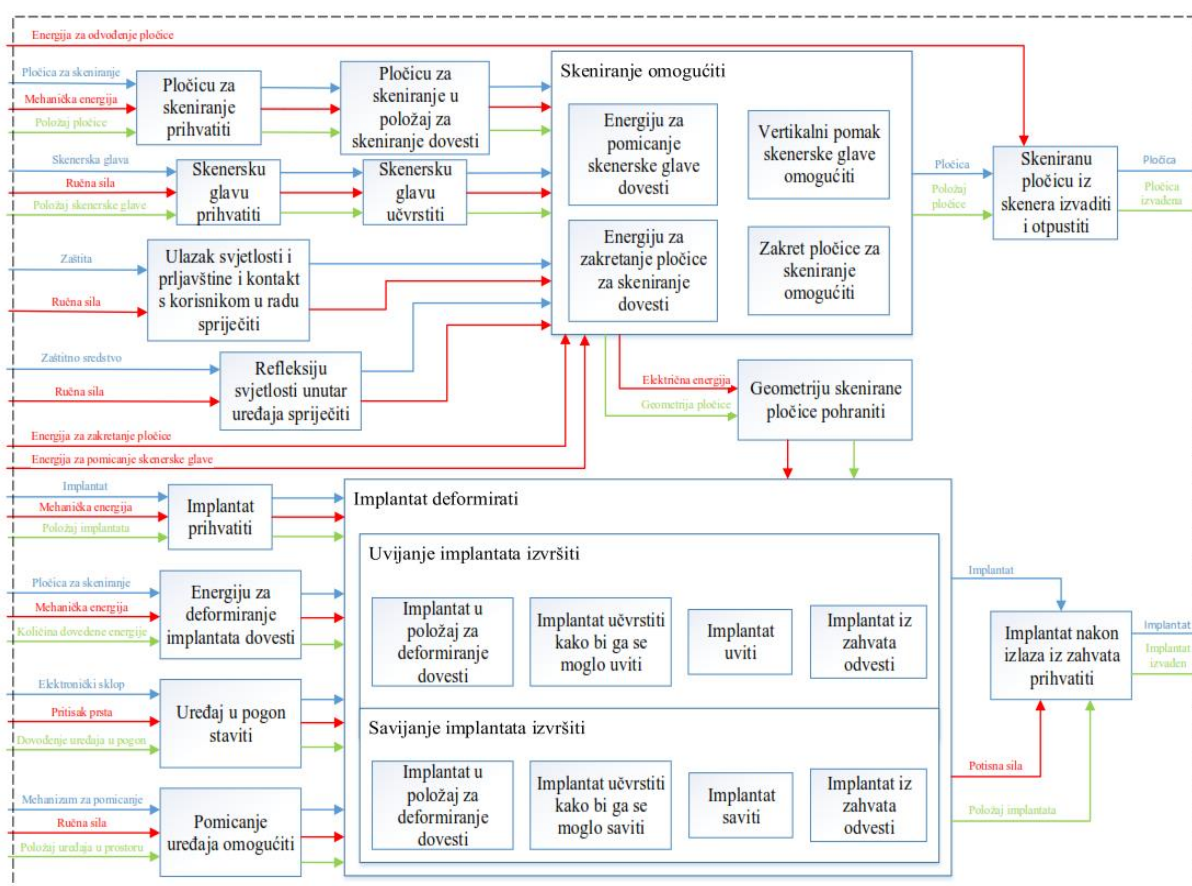 Energija za odvođenje pločice
Pločica za skeniranje
Mehanička energija
Položaj pločice
Pločicu za
skeniranje
prihvatiti
Pločicu za
skeniranje u
položaj za
skeniranje dovesti
Skenerska glava
Ručna sila
Položaj skenerske glave
Skenersku
glavu
prihvatiti
Skenersku
glavu
učvrstiti
Zaštita
Ručna sila
Ulazak svjetlosti i
prljavštine i kontakt
s korisnikom u radu
spriječiti
Zaštitno sredstvo
Ručna sila
Refleksiju
svjetlosti unutar
uređaja spriječiti
Energija za zakretanje pločice
Energija za pomicanje skenerske glave
Skeniranje omogućiti
Energiju za
pomicanje
skenerske glave
dovesti
Vertikalni pomak
skenerske glave
omogućiti
Energiju za
zakretanje pločice
za skeniranje
dovesti
Zakret pločice za
skeniranje
omogućiti
Pločica
Položaj
pločice
Skeniranu
pločicu iz
skenera izvaditi
i otpustiti
Pločica
Pločica
izvađena
Električna energija
Geometrija pločice
Geometriju skenirane
pločice pohraniti
Implantat
Mehanička energija
Položaj implantata
Implantat
prihvatiti
Pločica za skeniranje
Mehanička energija
Količina dovedene energije
Energiju za
deformiranje
implantata dovesti
Elektronički sklop
Pritisak prsta
Dovođenje uređaja u pogon
Uređaj u pogon
staviti
Mehanizam za pomicanje
Ručna sila
Položaj uređaja u prostoru
Pomicanje
uređaja omogućiti
Implantat deformirati
Uvijanje implantata izvršiti
Implantat u
položaj za
deformiranje
dovesti
Implantat učvrstiti
kako bi ga se
moglo uviti
Implantat
uviti
Implantat iz
zahvata
odvesti
Savijanje implantata izvršiti
Implantat u
položaj za
deformiranje
dovesti
Implantat učvrstiti
kako bi ga se
moglo saviti
Implantat
saviti
Implantat iz
zahvata
odvesti
Implantat
Potisna sila
Položaj implantata
Implantat nakon
izlaza iz zahvata
prihvatiti
Implantat
Implantat
izvađen